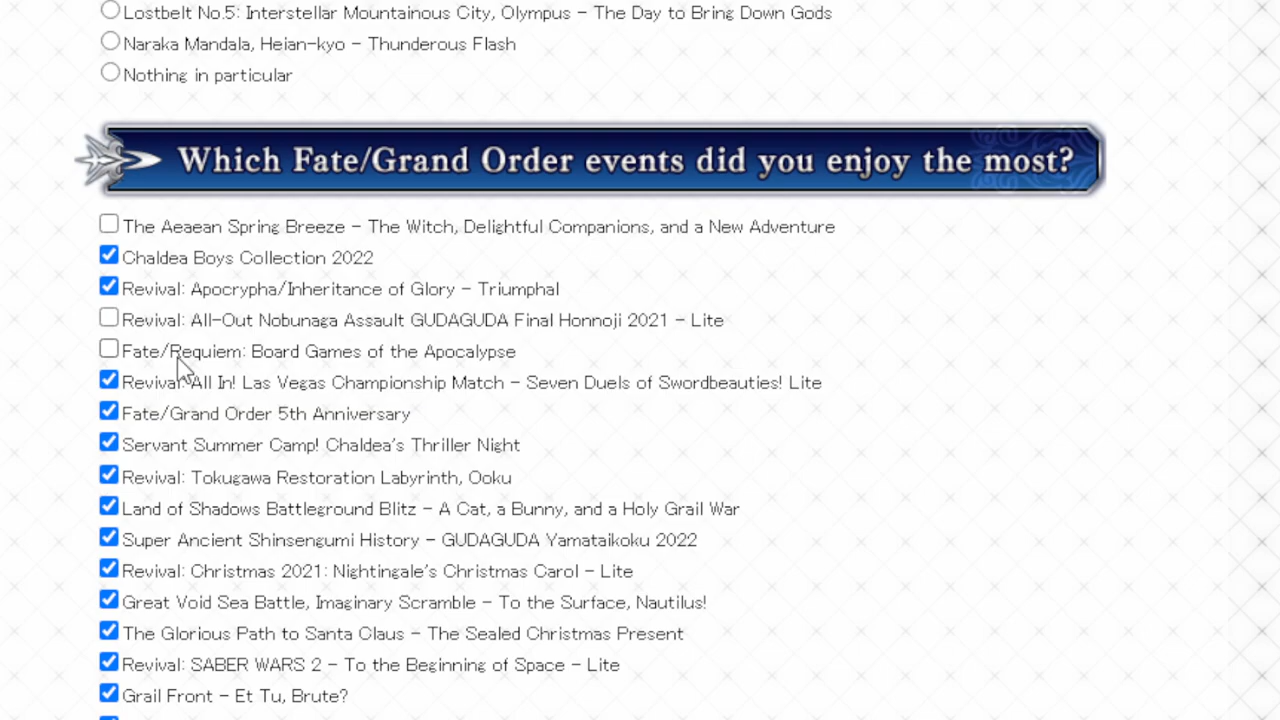 Lostbelt No.5: Interstellar Mountainous City, Olympus - The Day to Bring Down Gods
Naraka Mandala, Heian-kyo - Thunderous Flash
Nothing in particular
Which Fate/Grand Order events did you enjoy the most?
The Aeaean Spring Breeze - The Witch, Delightful Companions, and a New Adventure
Chaldea Boys Collection 2022
Revival: Apocrypha/Inheritance of Glory - Triumphal
Revival: All-Out Nobunaga Assault GUDAGUDA Final Honnoji 2021 - Lite
Fate/Requiem: Board Games of the Apocalypse
Revival: All In! Las Vegas Championship Match - Seven Duels of Swordbeauties! Lite
Fate/Grand Order 5th Anniversary
Servant Summer Camp! Chaldea's Thriller Night
Revival: Tokugawa Restoration Labyrinth, Ooku
Land of Shadows Battleground Blitz - A Cat, a Bunny, and a Holy Grail War
Super Ancient Shinsengumi History - GUDAGUDA Yamataikoku 2022
Revival: Christmas 2021: Nightingale's Christmas Carol - Lite
Great Void Sea Battle, Imaginary Scramble - To the Surface, Nautilus!
The Glorious Path to Santa Claus - The Sealed Christmas Present
Revival: SABER WARS 2 - To the Beginning of Space - Lite
Grail Front - Et Tu, Brute?